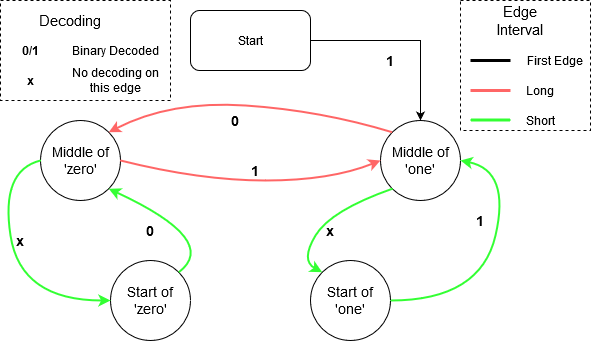 Decoding
0/1 Binary Decoded
x No decoding on
this edge
Start
Edge
Interval
First Edge
Long
Short
1
0
Middle of
'zero'
Middle of
'one'
1
x
0
x
1
Start of
'zero'
Start of
'one'